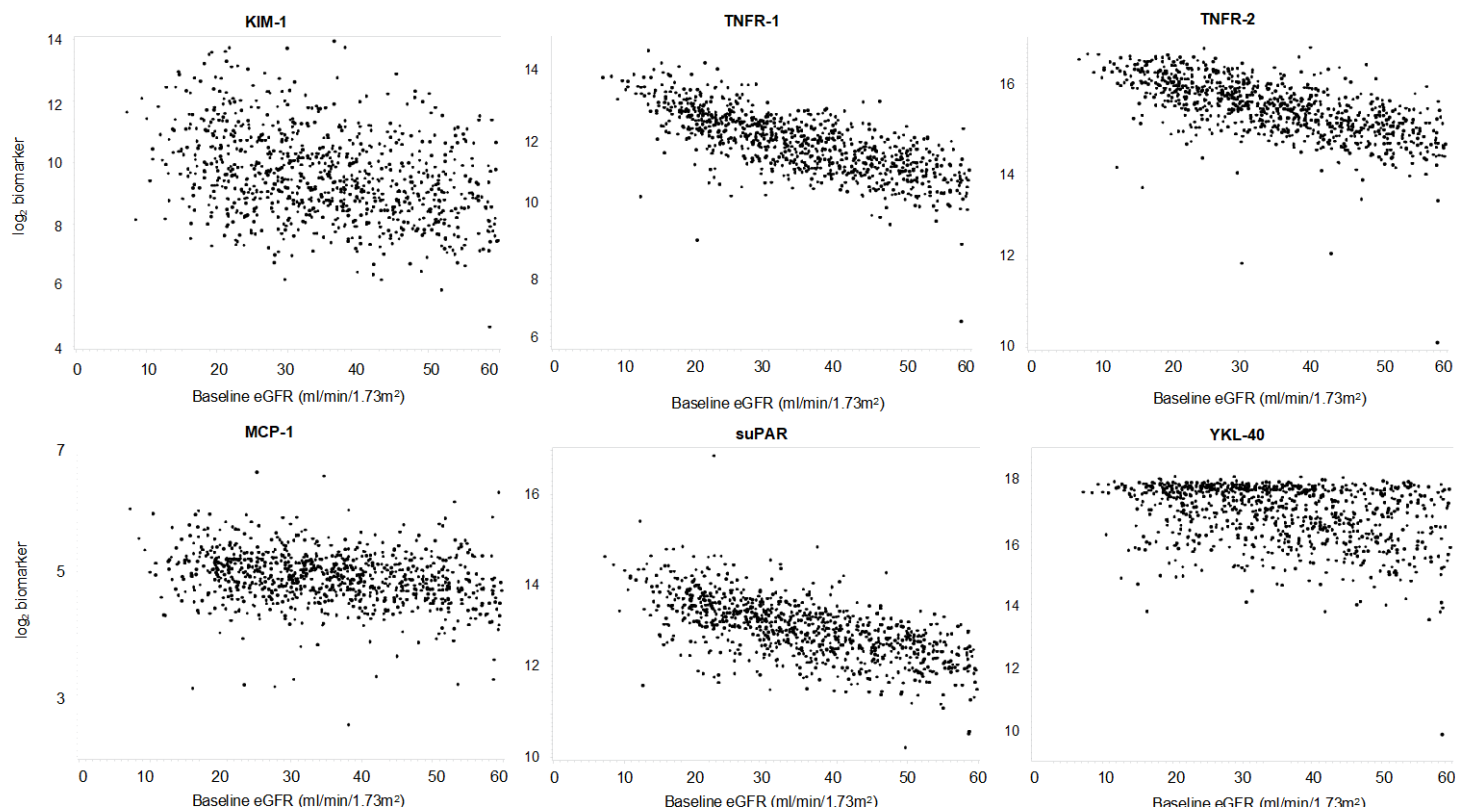 KIM-1
TNFR-1
TNFR-2
14
12
10
8
6
4
log₂ biomarker
0 10 20 30 40 50 60
Baseline eGFR (ml/min/1.73m²)
14
12
10
8
6
0 10 20 30 40 50 60
Baseline eGFR (ml/min/1.73m²)
16
14
12
10
0 10 20 30 40 50 60
Baseline eGFR (ml/min/1.73m²)
MCP-1
suPAR
YKL-40
7
5
3
log₂ biomarker
0 10 20 30 40 50 60
Baseline eGFR (ml/min/1.73m²)
16
14
12
10
0 10 20 30 40 50 60
Baseline eGFR (ml/min/1.73m²)
18
16
14
12
10
0 10 20 30 40 50 60
Baseline eGFR (ml/min/1.73m²)